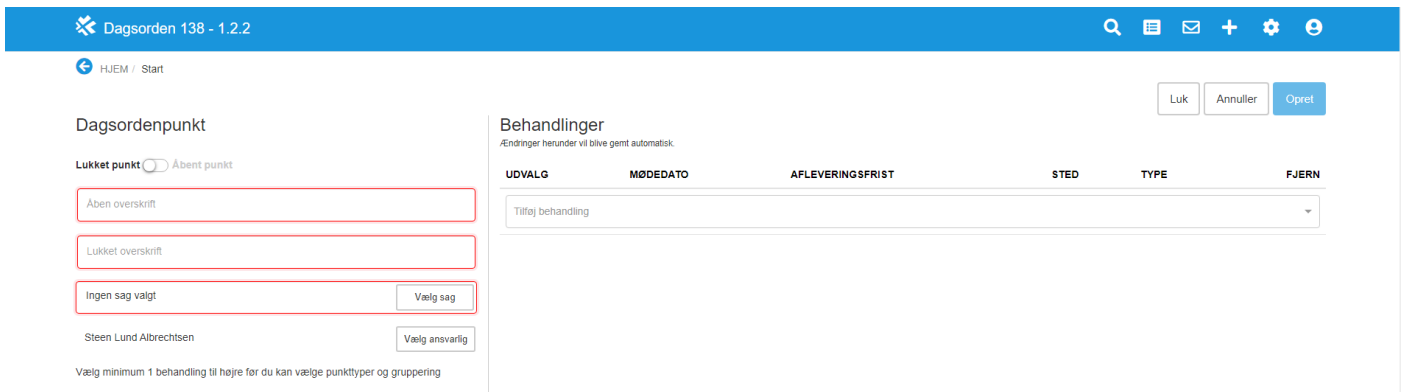 Dagsorden 138 - 1.2.2
HJEM / Start
Luk Annuller Opret
Dagsordenpunkt
Lukket punkt Åbent punkt
Åben overskrift
Lukket overskrift
Ingen sag valgt Vælg sag
Steen Lund Albrechtsen Vælg ansvarlig
Vælg minimum 1 behandling til højre før du kan vælge punkttyper og gruppering
Behandlinger
Ændringer herunder vil blive gemt automatisk.
UDVALG MØDEDATO AFLEVERINGSFRIST STED TYPE FJERN
Tilføj behandling